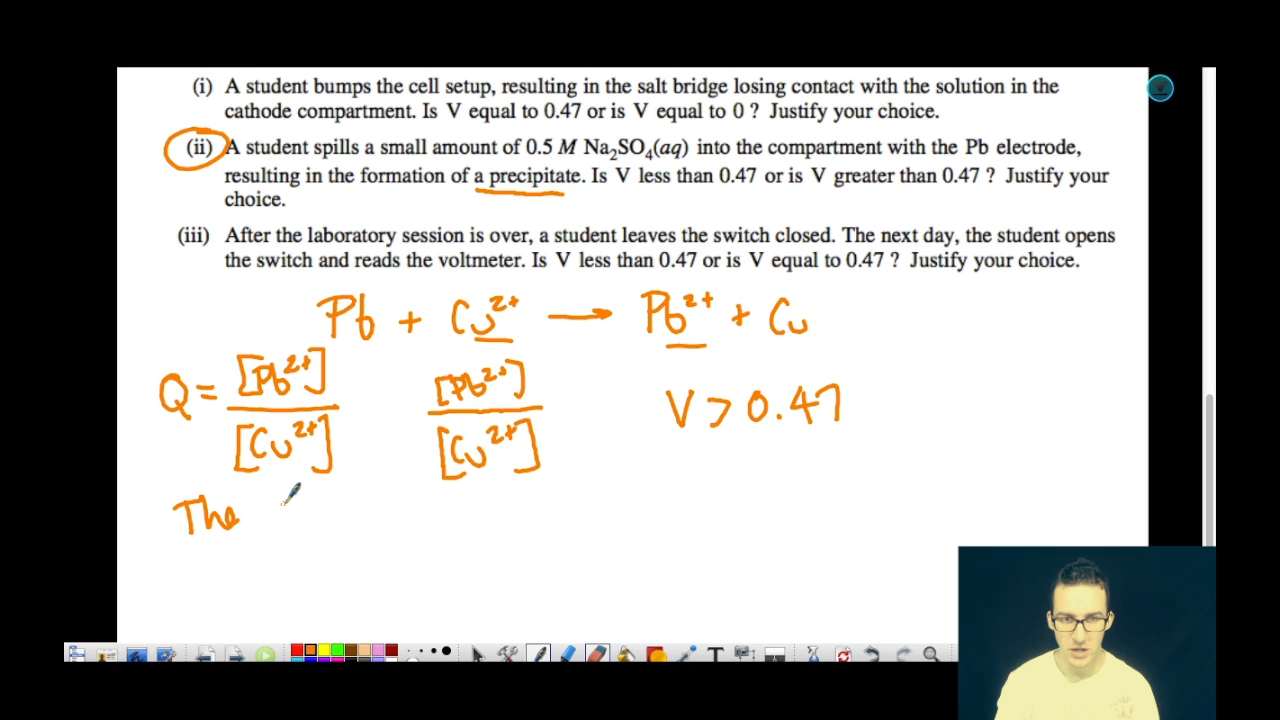 (i) A student bumps the cell setup, resulting in the salt bridge losing contact with the solution in the
cathode compartment. Is V equal to 0.47 or is V equal to 0 ? Justify your choice.
(ii) A student spills a small amount of 0.5 M Na₂SO₄(aq) into the compartment with the Pb electrode,
resulting in the formation of a precipitate. Is V less than 0.47 or is V greater than 0.47 ? Justify your
choice.
(iii) After the laboratory session is over, a student leaves the switch closed. The next day, the student opens
the switch and reads the voltmeter. Is V less than 0.47 or is V equal to 0.47 ? Justify your choice.
Pb + Cu²⁺ → Pb²⁺ + Cu
Q = [Pb²⁺] / [Cu²⁺] [Pb²⁺] / [Cu²⁺] V > 0.47
The